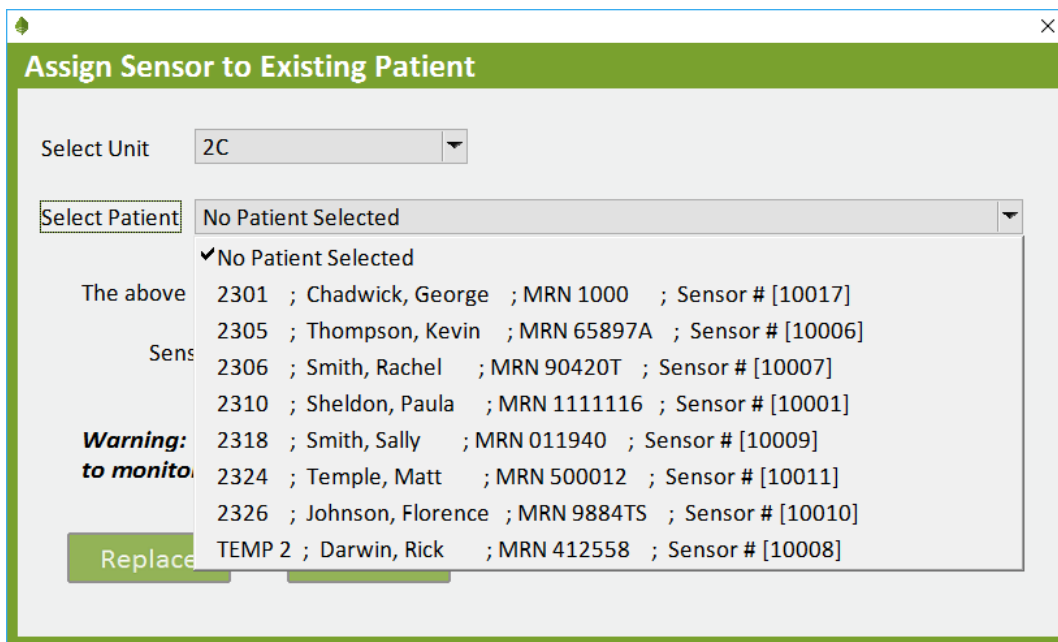 Assign Sensor to Existing Patient
Select Unit 2C
Select Patient No Patient Selected
No Patient Selected
2301 ; Chadwick, George ; MRN 1000 ; Sensor # [10017]
2305 ; Thompson, Kevin ; MRN 65897A ; Sensor # [10006]
2306 ; Smith, Rachel ; MRN 90420T ; Sensor # [10007]
2310 ; Sheldon, Paula ; MRN 1111116 ; Sensor # [10001]
2318 ; Smith, Sally ; MRN 011940 ; Sensor # [10009]
2324 ; Temple, Matt ; MRN 500012 ; Sensor # [10011]
2326 ; Johnson, Florence ; MRN 9884TS ; Sensor # [10010]
TEMP 2 ; Darwin, Rick ; MRN 412558 ; Sensor # [10008]
The above
Warning:
to
Replace